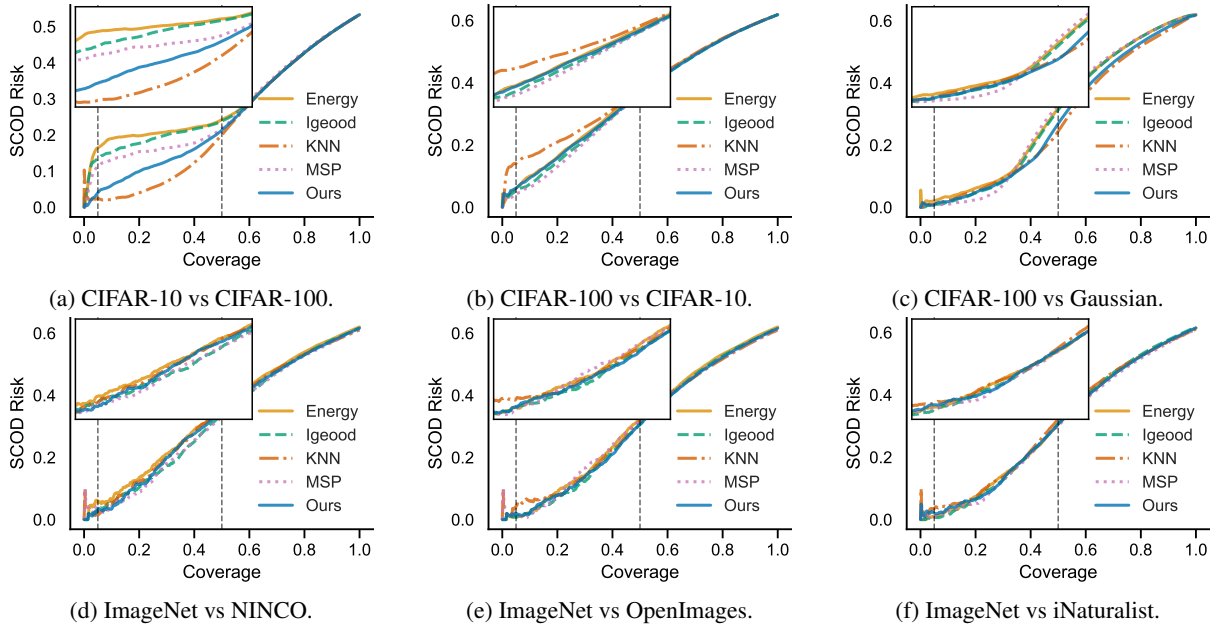 0.5
0.4
0.3
0.2
0.1
0.0
SCOD Risk
Energy
Igeood
KNN
MSP
Ours
0.0 0.2 0.4 0.6 0.8 1.0
Coverage
(a) CIFAR-10 vs CIFAR-100.
0.6
0.4
0.2
0.0
SCOD Risk
Energy
Igeood
KNN
MSP
Ours
0.0 0.2 0.4 0.6 0.8 1.0
Coverage
(b) CIFAR-100 vs CIFAR-10.
0.6
0.4
0.2
0.0
SCOD Risk
Energy
Igeood
KNN
MSP
Ours
0.0 0.2 0.4 0.6 0.8 1.0
Coverage
(c) CIFAR-100 vs Gaussian.
0.6
0.4
0.2
0.0
SCOD Risk
Energy
Igeood
KNN
MSP
Ours
0.0 0.2 0.4 0.6 0.8 1.0
Coverage
(d) ImageNet vs NINCO.
0.6
0.4
0.2
0.0
SCOD Risk
Energy
Igeood
KNN
MSP
Ours
0.0 0.2 0.4 0.6 0.8 1.0
Coverage
(e) ImageNet vs OpenImages.
0.6
0.4
0.2
0.0
SCOD Risk
Energy
Igeood
KNN
MSP
Ours
0.0 0.2 0.4 0.6 0.8 1.0
Coverage
(f) ImageNet vs iNaturalist.